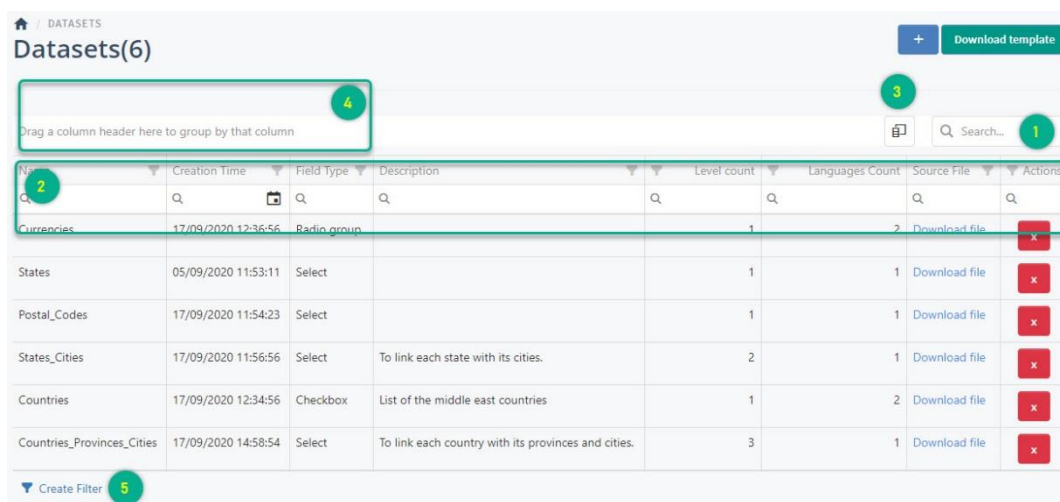 / DATASETS
Datasets(6)
+ Download template
4
3
Drag a column header here to group by that column
Search... 1
Name Creation Time Field Type Description Level count Languages Count Source File Actions
2
Currencies 17/09/2020 12:36:56 Radio group 1 2 Download file x
States 05/09/2020 11:53:11 Select 1 1 Download file x
Postal_Codes 17/09/2020 11:54:23 Select 1 1 Download file x
States_Cities 17/09/2020 11:56:56 Select To link each state with its cities. 2 1 Download file x
Countries 17/09/2020 12:34:56 Checkbox List of the middle east countries 1 2 Download file x
Countries_Provinces_Cities 17/09/2020 14:58:54 Select To link each country with its provinces and cities. 3 1 Download file x
Create Filter 5